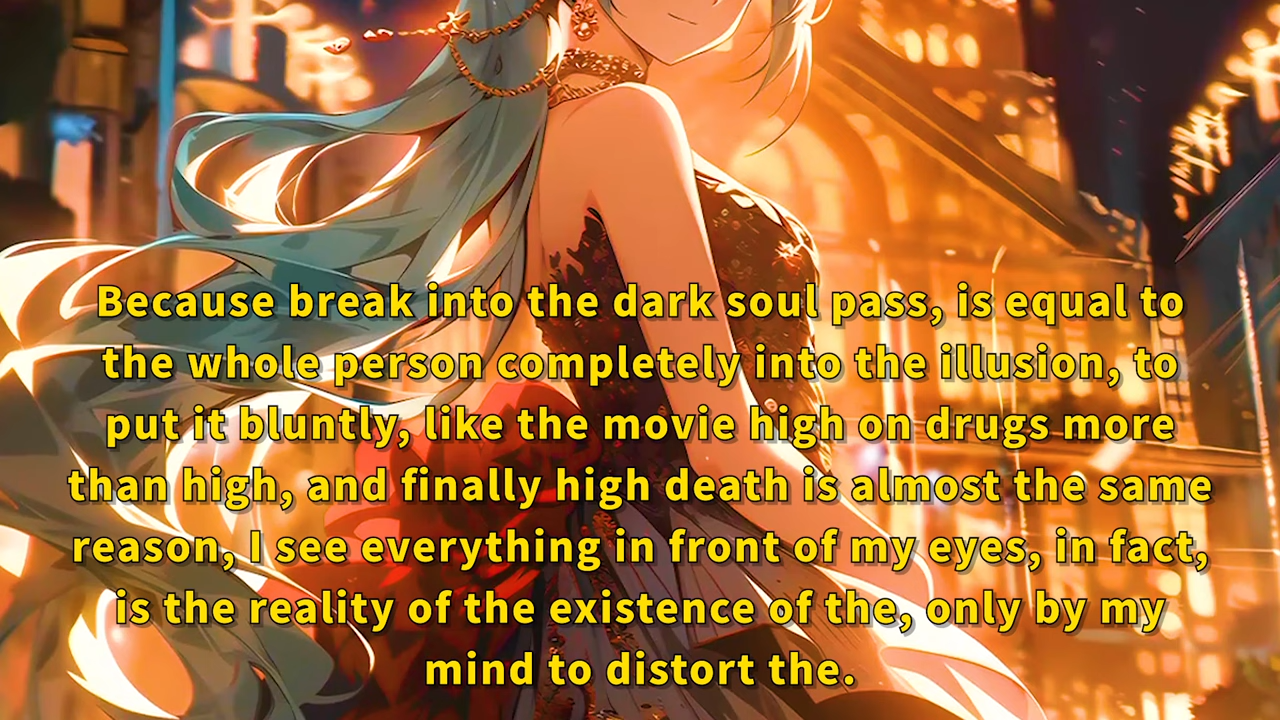 Because break into the dark soul pass, is equal to
the whole person completely into the illusion, to
put it bluntly, like the movie high on drugs more
than high, and finally high death is almost the same
reason, I see everything in front of my eyes, in fact,
is the reality of the existence of the, only by my
mind to distort the.